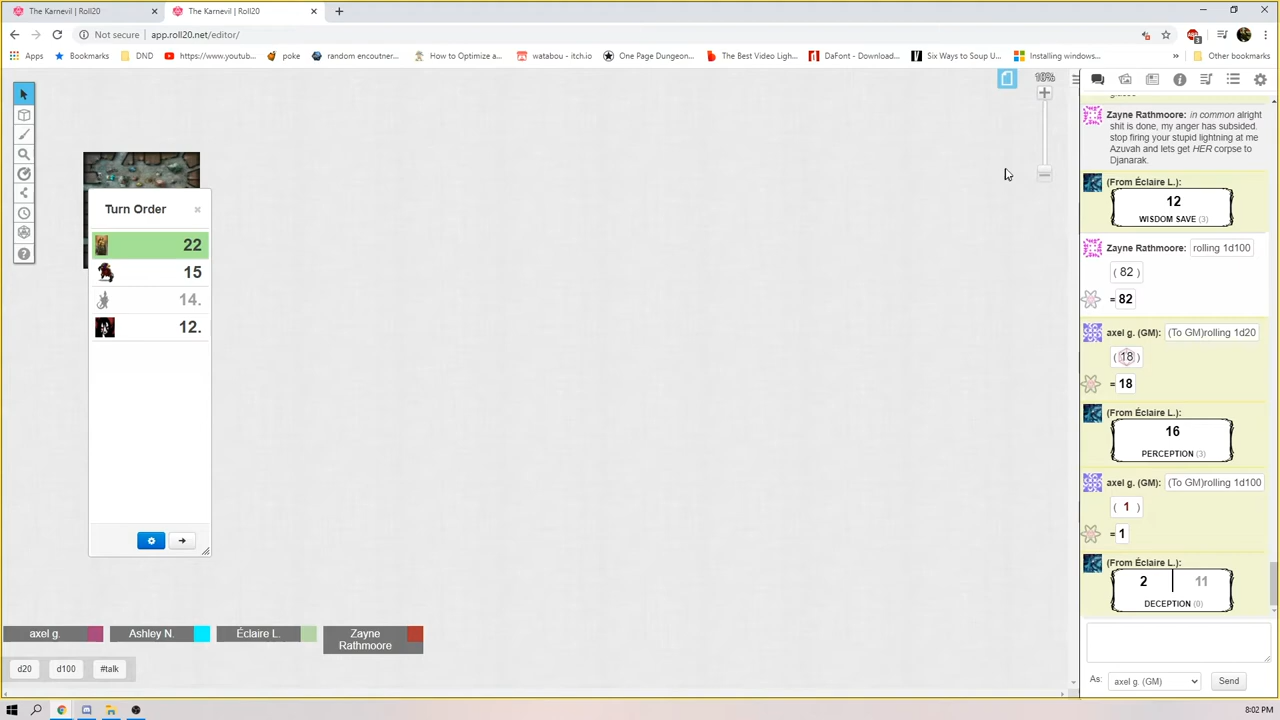 The Karnevil | Roll20
The Karnevil | Roll20
Not secure
app.roll20.net/editor/
Apps
Bookmarks
DND
https://www.youtub...
poke
random encoutner...
How to Optimize a...
watabou - itch.io
One Page Dungeon...
The Best Video Ligh...
DaFont - Download...
Six Ways to Soup U...
Installing windows...
»
Other bookmarks
10%
Turn Order
22
15
14.
12.
axel g.
Ashley N.
Éclaire L.
Zayne
Rathmoore
d20
d100
#talk
Zayne Rathmoore: in common alright
shit is done, my anger has subsided.
stop firing your stupid lightning at me
Azuvah and lets get HER corpse to
Djanarak.
(From Éclaire L.):
12
WISDOM SAVE (3)
Zayne Rathmoore: rolling 1d100
( 82 )
= 82
axel g. (GM): (To GM)rolling 1d20
( 18 )
= 18
(From Éclaire L.):
16
PERCEPTION (3)
axel g. (GM): (To GM)rolling 1d100
( 1 )
= 1
(From Éclaire L.):
2 11
DECEPTION (0)
As:
axel g. (GM)
Send
8:02 PM